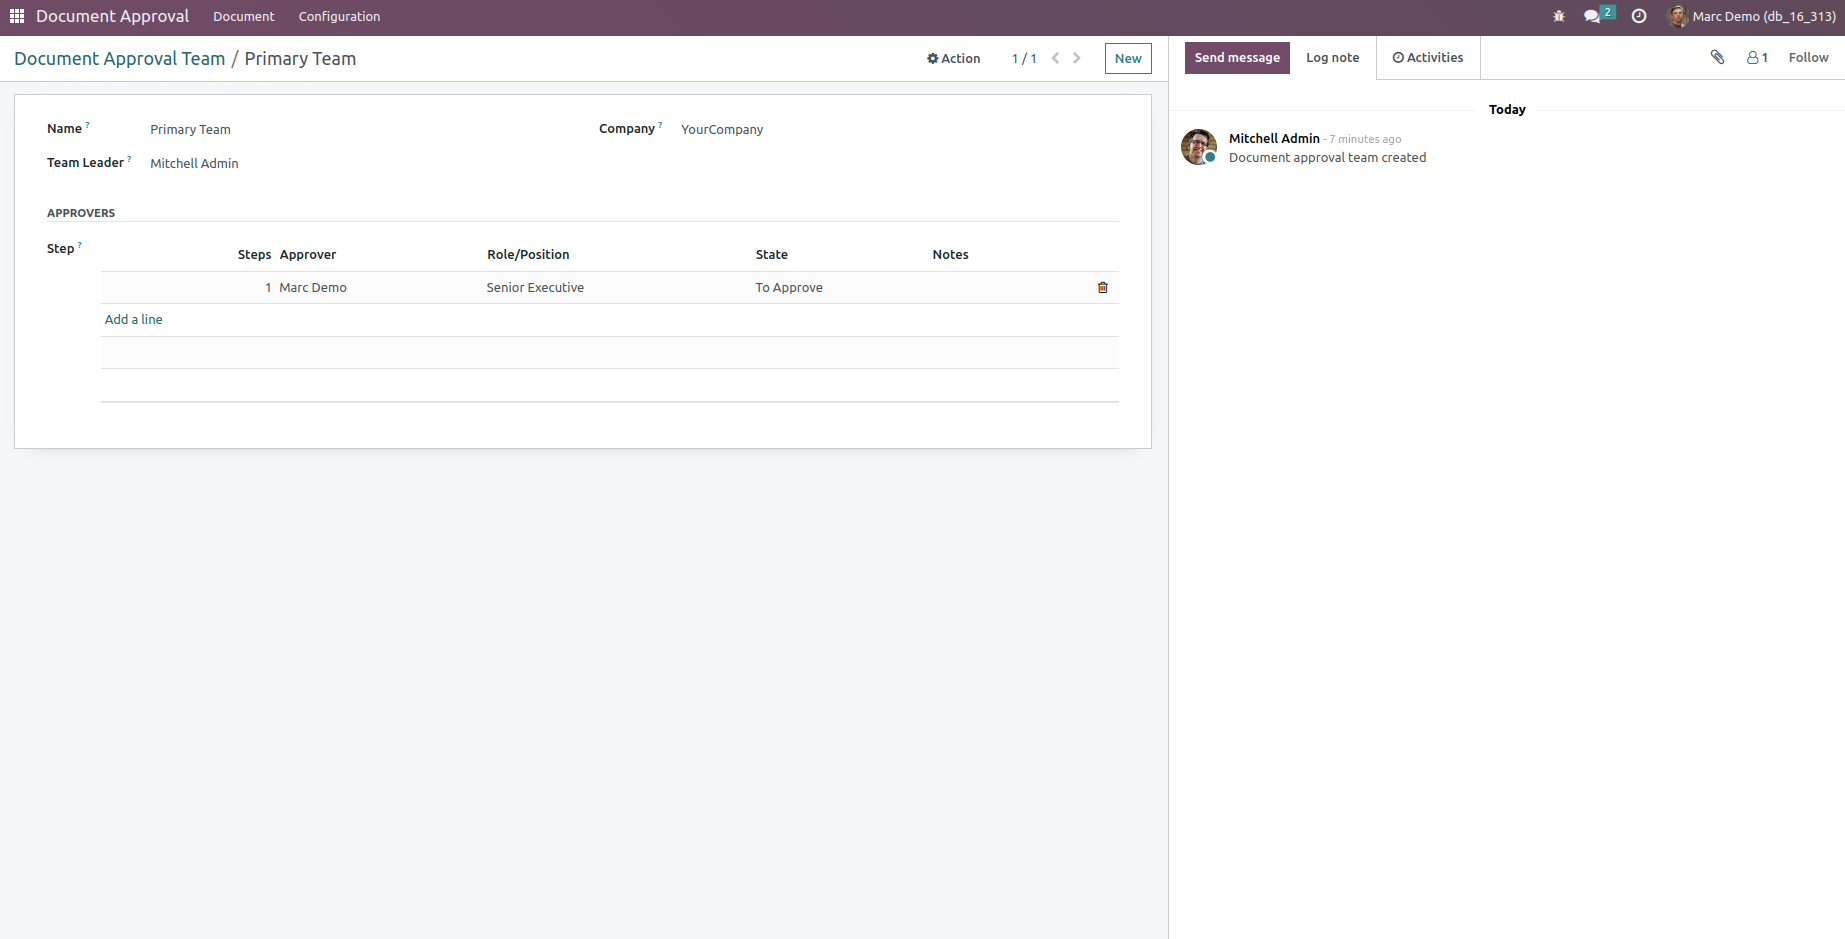 Document Approval Document Configuration 2 Marc Demo (db_16_313)
Document Approval Team / Primary Team Action 1 / 1 New Send message Log note Activities 1 Follow
Today
Name ? Primary Team Company ? YourCompany
Team Leader ? Mitchell Admin
Mitchell Admin - 7 minutes ago
Document approval team created
APPROVERS
Step ?
Steps Approver Role/Position State Notes
1 Marc Demo Senior Executive To Approve
Add a line